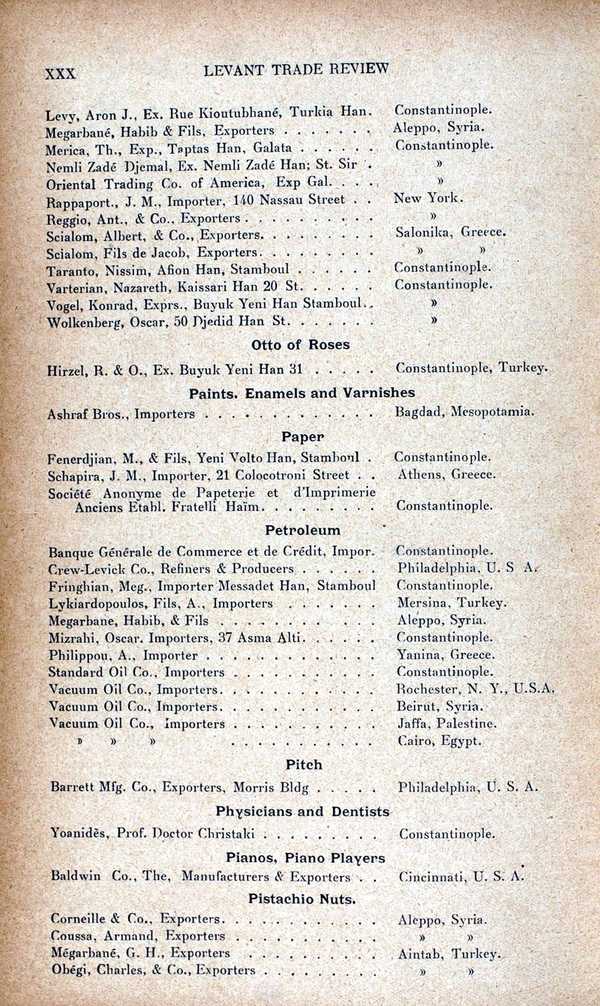 XXX LEVANT TRADE REVIEW
Levy, Aron J., Ex. Rue Kioutubhané, Turkia Han. Constantinople.
Megarbané, Habib & Fils, Exporters . . . . . . . Aleppo, Syria.
Merica, Th., Exp., Taptas Han, Galata . . . . . . Constantinople.
Nemli Zadé Djemal, Ex. Nemli Zadé Han; St. Sir . »
Oriental Trading Co. of America, Exp Gal. . . . »
Rappaport., J. M., Importer, 140 Nassau Street . . New York.
Reggio, Ant., & Co., Exporters . . . . . . . . . . »
Scialom, Albert, & Co., Exporters. . . . . . . . . Salonika, Greece.
Scialom, Fils de Jacob, Exporters. . . . . . . . . » »
Taranto, Nissim, Afion Han, Stamboul . . . . . . Constantinople.
Varterian, Nazareth, Kaissari Han 20 St. . . . . . Constantinople.
Vogel, Konrad, Exprs., Buyuk Yeni Han Stamboul.. »
Wolkenberg, Oscar, 50 Djedid Han St. . . . . . . »
Otto of Roses
Hirzel, R. & O., Ex. Buyuk Yeni Han 31 . . . . . Constantinople, Turkey.
Paints. Enamels and Varnishes
Ashraf Bros., Importers . . . . . . . . . . . . . Bagdad, Mesopotamia.
Paper
Fenerdjian, M., & Fils, Yeni Volto Han, Stamboul . Constantinople.
Schapira, J. M., Importer, 21 Colocotroni Street . . Athens, Greece.
Société Anonyme de Papeterie et d'Imprimerie
Anciens Etabl. Fratelli Haïm. . . . . . . . . Constantinople.
Petroleum
Banque Générale de Commerce et de Crédit, Impor. Constantinople.
Crew-Levick Co., Refiners & Producers . . . . . . Philadelphia, U. S A.
Fringhian, Meg., Importer Messadet Han, Stamboul Constantinople.
Lykiardopoulos, Fils, A., Importers . . . . . . . Mersina, Turkey.
Megarbane, Habib, & Fils . . . . . . . . . . . . Aleppo, Syria.
Mizrahi, Oscar. Importers, 37 Asma Alti. . . . . . Constantinople.
Philippou, A., Importer . . . . . . . . . . . . . Yanina, Greece.
Standard Oil Co., Importers . . . . . . . . . . . Constantinople.
Vacuum Oil Co., Importers. . . . . . . . . . . . Rochester, N. Y., U.S.A.
Vacuum Oil Co., Importers. . . . . . . . . . . . Beirut, Syria.
Vacuum Oil Co., Importers . . . . . . . . . . . Jaffa, Palestine.
» » » . . . . . . . . . . . Cairo, Egypt.
Pitch
Barrett Mfg. Co., Exporters, Morris Bldg . . . . . Philadelphia, U. S. A.
Physicians and Dentists
Yoanidès, Prof. Doctor Christaki . . . . . . . . . Constantinople.
Pianos, Piano Players
Baldwin Co., The, Manufacturers & Exporters . . Cincinnati, U. S. A.
Pistachio Nuts.
Corneille & Co., Exporters. . . . . . . . . . . . Aleppo, Syria.
Coussa, Armand, Exporters . . . . . . . . . . . » »
Mégarbané, G. H., Exporters . . . . . . . . . . Aintab, Turkey.
Obégi, Charles, & Co., Exporters . . . . . . . . . » »